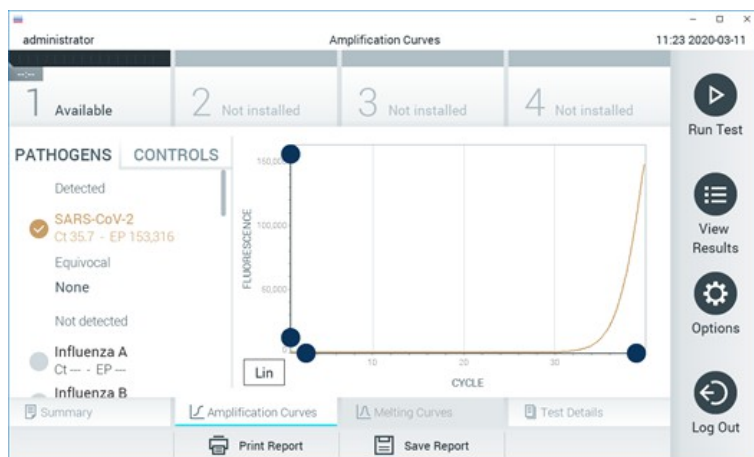 administrator
Amplification Curves
11:23 2020-03-11
--:--
1 Available
2 Not installed
3 Not installed
4 Not installed
Run Test
PATHOGENS CONTROLS
Detected
SARS-CoV-2
Ct 35.7 - EP 153,316
Equivocal
None
Not detected
Influenza A
Ct --- - EP ---
Influenza B
150,000
100,000
50,000
0
FLUORESCENCE
10 20 30
CYCLE
Lin
View
Results
Options
Log Out
Summary
Amplification Curves
Melting Curves
Test Details
Print Report
Save Report